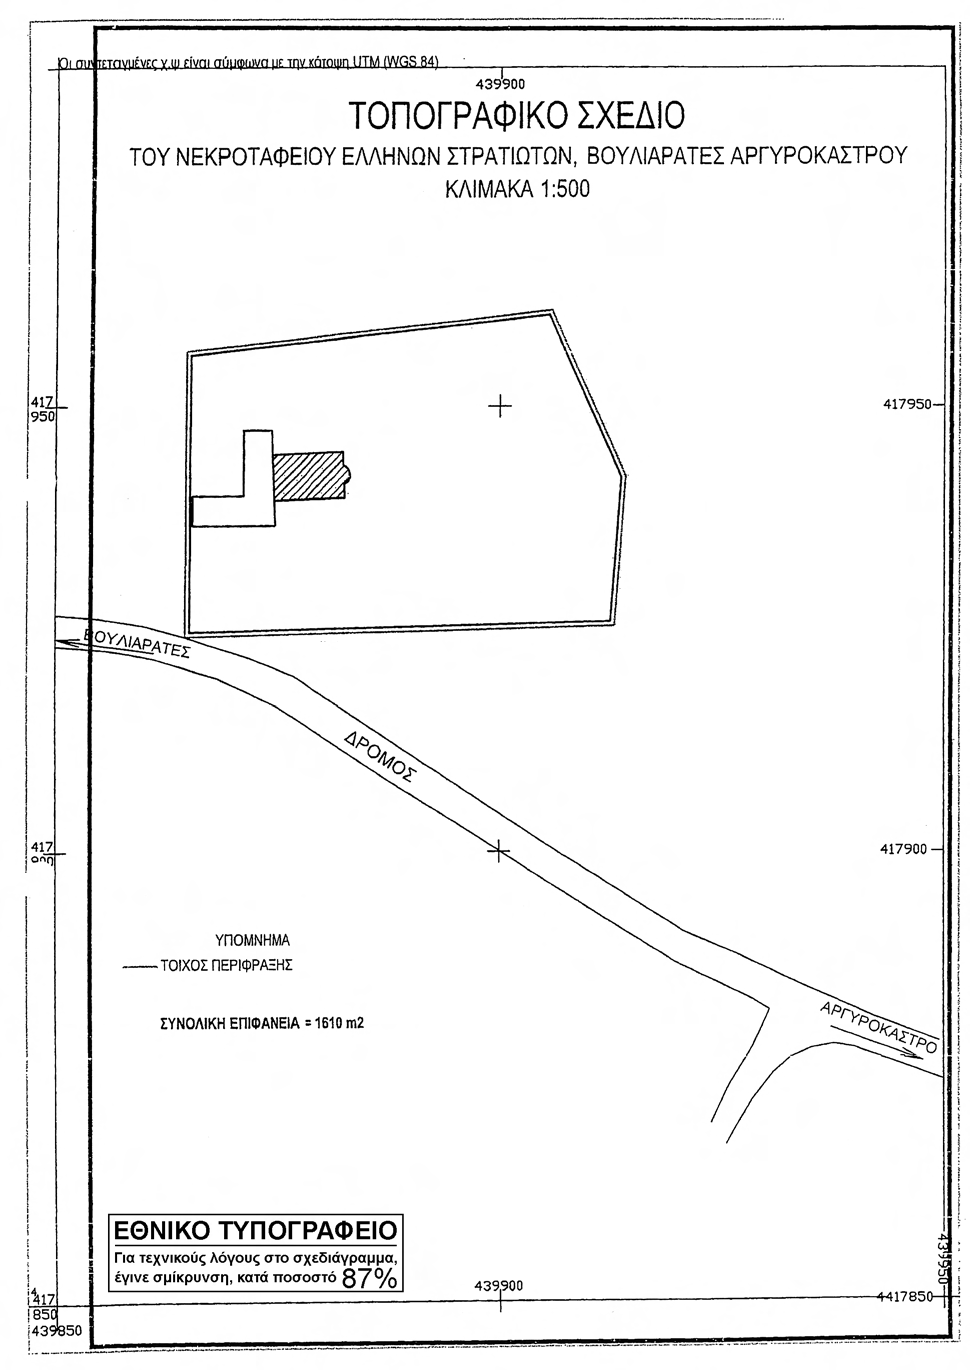 Οι συντεταγμένες χ.ψ είναι σύμφωνα με την κάτοψη UTM (WGS 84)
439900
ΤΟΠΟΓΡΑΦΙΚΟ ΣΧΕΔΙΟ
ΤΟΥ ΝΕΚΡΟΤΑΦΕΙΟΥ ΕΛΛΗΝΩΝ ΣΤΡΑΤΙΩΤΩΝ, ΒΟΥΛΙΑΡΑΤΕΣ ΑΡΓΥΡΟΚΑΣΤΡΟΥ
ΚΛΙΜΑΚΑ 1:500
417
950
417950
ΒΟΥΛΙΑΡΑΤΕΣ
ΔΡΟΜΟΣ
417
900
417900
ΥΠΟΜΝΗΜΑ
ΤΟΙΧΟΣ ΠΕΡΙΦΡΑΞΗΣ
ΑΡΓΥΡΟΚΑΣΤΡΟ
ΣΥΝΟΛΙΚΗ ΕΠΙΦΑΝΕΙΑ = 1610 m2
ΕΘΝΙΚΟ ΤΥΠΟΓΡΑΦΕΙΟ
Για τεχνικούς λόγους στο σχεδιάγραμμα,
έγινε σμίκρυνση, κατά ποσοστό 87%
439900
439950
4417850
4417
850
439850